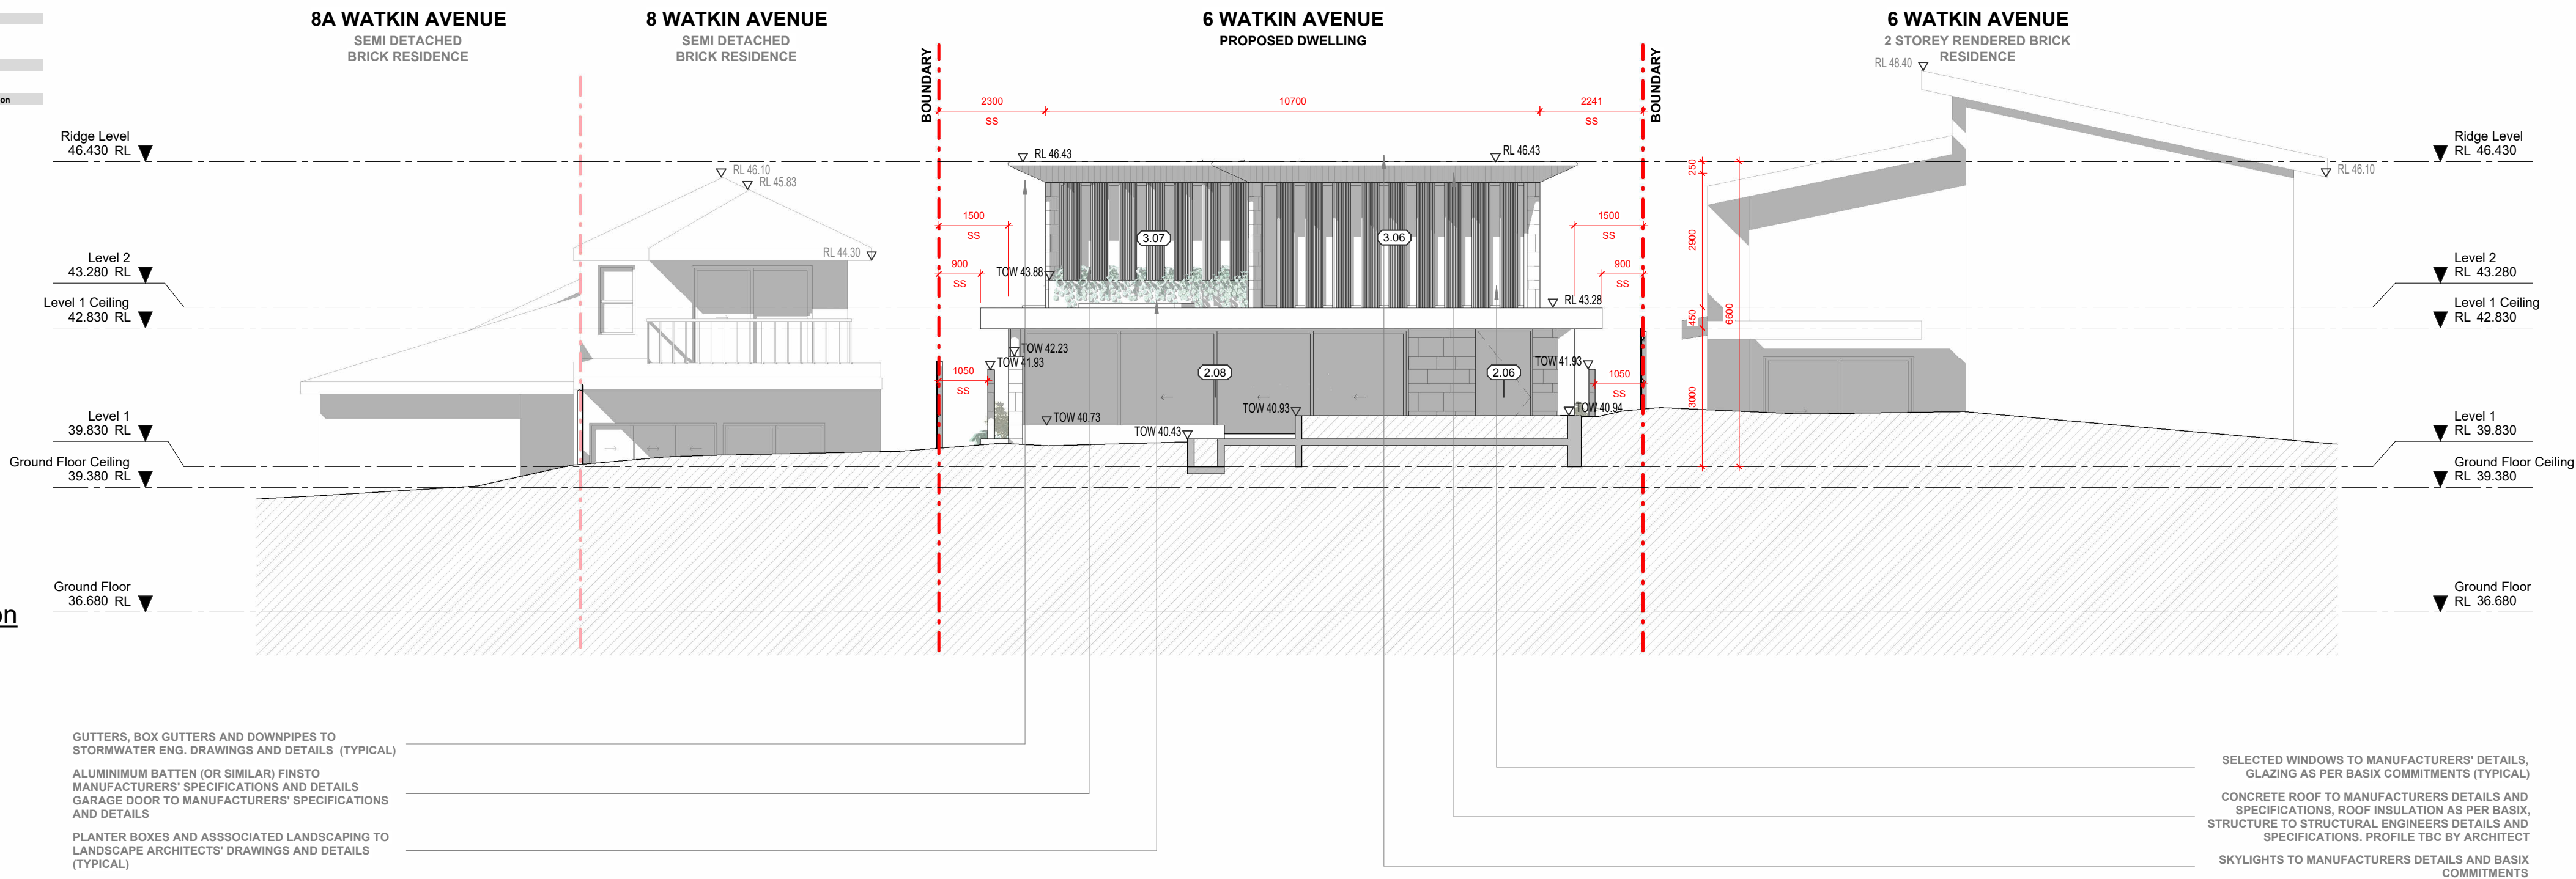 8A WATKIN AVENUE
SEMI DETACHED
BRICK RESIDENCE
8 WATKIN AVENUE
SEMI DETACHED
BRICK RESIDENCE
6 WATKIN AVENUE
PROPOSED DWELLING
6 WATKIN AVENUE
2 STOREY RENDERED BRICK
RESIDENCE
BOUNDARY
BOUNDARY
on
RL 48.40
2300
10700
2241
SS
SS
Ridge Level
46.430 RL
RL 46.10
RL 45.83
RL 46.43
RL 46.43
250
Ridge Level
RL 46.430
RL 46.10
1500
SS
1500
SS
3.07
3.06
2900
RL 44.30
Level 2
43.280 RL
900
SS
TOW 43.88
900
SS
Level 2
RL 43.280
Level 1 Ceiling
42.830 RL
RL 43.28
450
6600
Level 1 Ceiling
RL 42.830
TOW 42.23
TOW 41.93
TOW 41.93
1050
SS
2.08
2.06
1050
SS
3000
Level 1
39.830 RL
TOW 40.73
TOW 40.93
TOW 40.94
TOW 40.43
Level 1
RL 39.830
Ground Floor Ceiling
39.380 RL
Ground Floor Ceiling
RL 39.380
Ground Floor
36.680 RL
Ground Floor
RL 36.680
on
GUTTERS, BOX GUTTERS AND DOWNPIPES TO
STORMWATER ENG. DRAWINGS AND DETAILS (TYPICAL)
ALUMINIMUM BATTEN (OR SIMILAR) FINSTO
MANUFACTURERS' SPECIFICATIONS AND DETAILS
GARAGE DOOR TO MANUFACTURERS' SPECIFICATIONS
AND DETAILS
PLANTER BOXES AND ASSSOCIATED LANDSCAPING TO
LANDSCAPE ARCHITECTS' DRAWINGS AND DETAILS
(TYPICAL)
SELECTED WINDOWS TO MANUFACTURERS' DETAILS,
GLAZING AS PER BASIX COMMITMENTS (TYPICAL)
CONCRETE ROOF TO MANUFACTURERS DETAILS AND
SPECIFICATIONS, ROOF INSULATION AS PER BASIX,
STRUCTURE TO STRUCTURAL ENGINEERS DETAILS AND
SPECIFICATIONS. PROFILE TBC BY ARCHITECT
SKYLIGHTS TO MANUFACTURERS DETAILS AND BASIX
COMMITMENTS